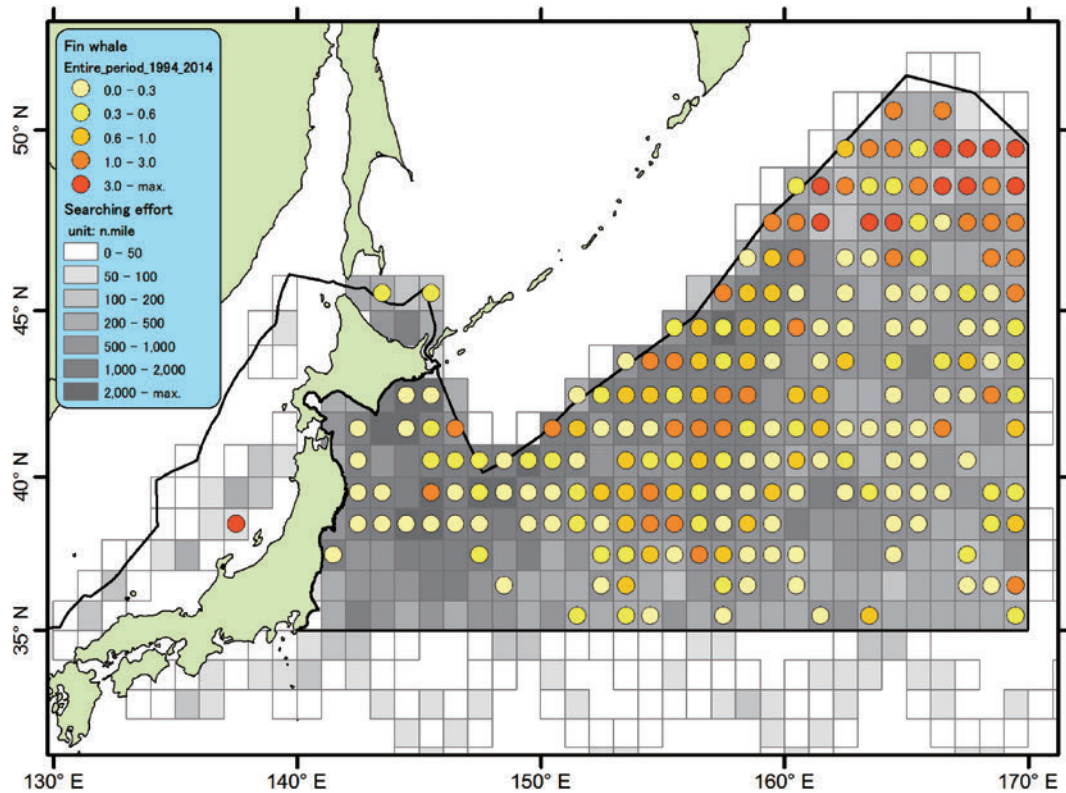 Fin whale
Entire_period_1994_2014
0.0 - 0.3
0.3 - 0.6
0.6 - 1.0
1.0 - 3.0
3.0 - max.
Searching effort
unit: n.mile
0 - 50
50 - 100
100 - 200
200 - 500
500 - 1,000
1,000 - 2,000
2,000 - max.
50° N
45° N
40° N
35° N
130° E
140° E
150° E
160° E
170° E